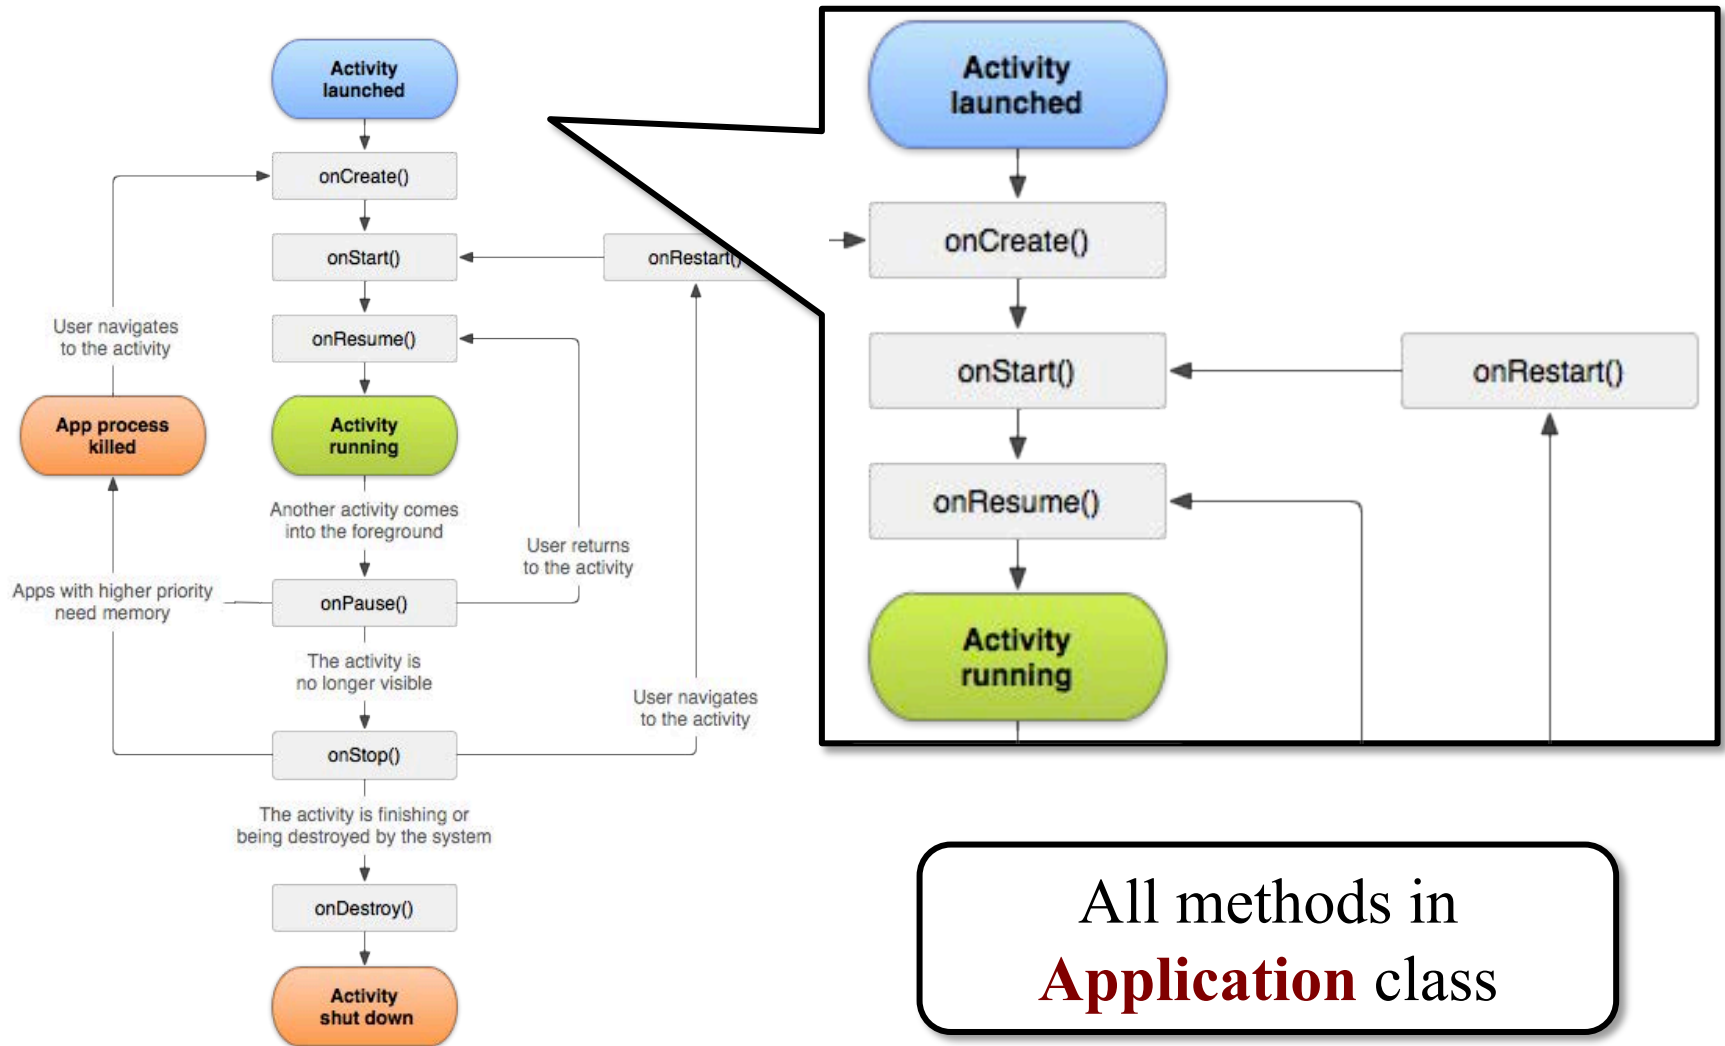 Activity
launched
onCreate()
onStart()
onRestart()
onResume()
User navigates
to the activity
App process
killed
Activity
running
Another activity comes
into the foreground
User returns
to the activity
Apps with higher priority
need memory
onPause()
The activity is
no longer visible
User navigates
to the activity
onStop()
The activity is finishing or
being destroyed by the system
onDestroy()
Activity
shut down
Activity
launched
onCreate()
onStart()
onRestart()
onResume()
Activity
running
All methods in
Application class